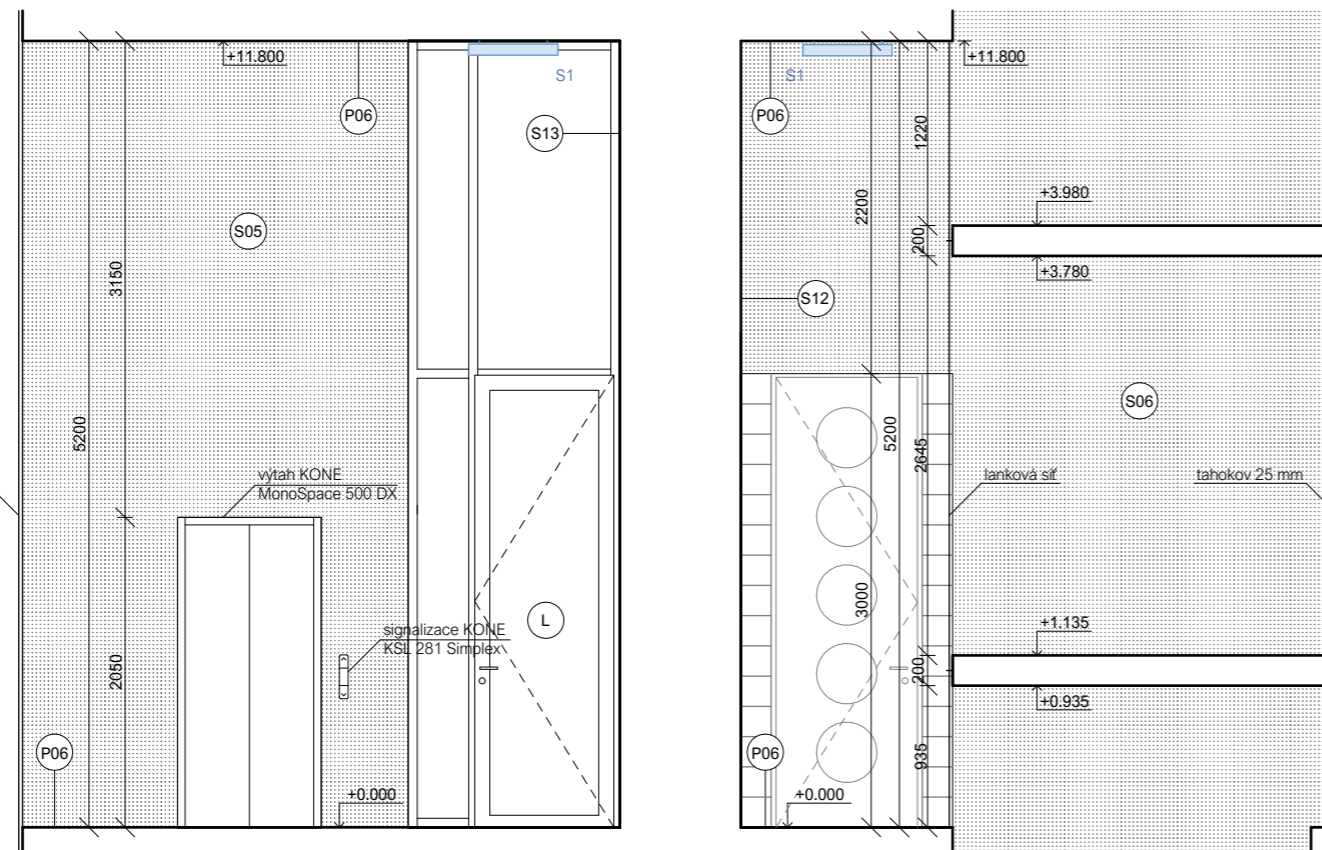 +11.800
P06
S1
S13
S05
3150
5200
výtah KONE
MonoSpace 500 DX
signalizace KONE
KSL 281 Simplex
L
2050
P06
+0.000
+11.800
S1
P06
1220
2200
+3.980
200
+3.780
S12
S06
5200
2645
lanková síť
tahokov 25 mm
3000
+1.135
200
+0.935
P06
935
+0.000